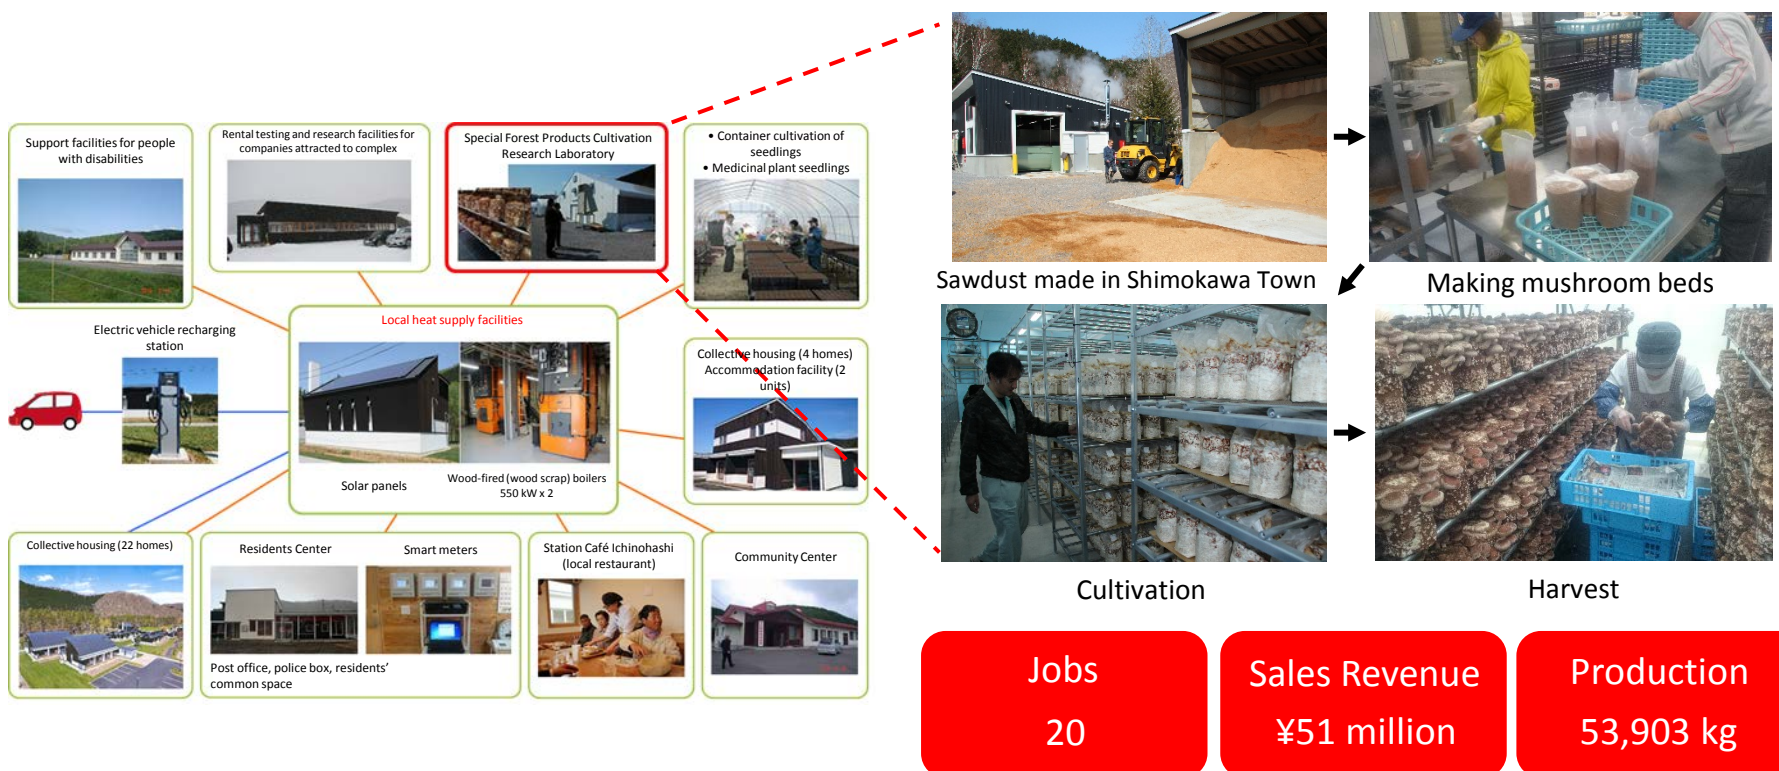 Support facilities for people
with disabilities
Rental testing and research facilities for
companies attracted to complex
Special Forest Products Cultivation
Research Laboratory
• Container cultivation of
seedlings
• Medicinal plant seedlings
Electric vehicle recharging
station
Local heat supply facilities
Solar panels
Wood-fired (wood scrap) boilers
550 kW x 2
Collective housing (4 homes)
Accommodation facility (2
units)
Collective housing (22 homes)
Residents Center
Smart meters
Post office, police box, residents’
common space
Station Café Ichinohashi
(local restaurant)
Community Center
Sawdust made in Shimokawa Town
Making mushroom beds
Cultivation
Harvest
Jobs
20
Sales Revenue
¥51 million
Production
53,903 kg